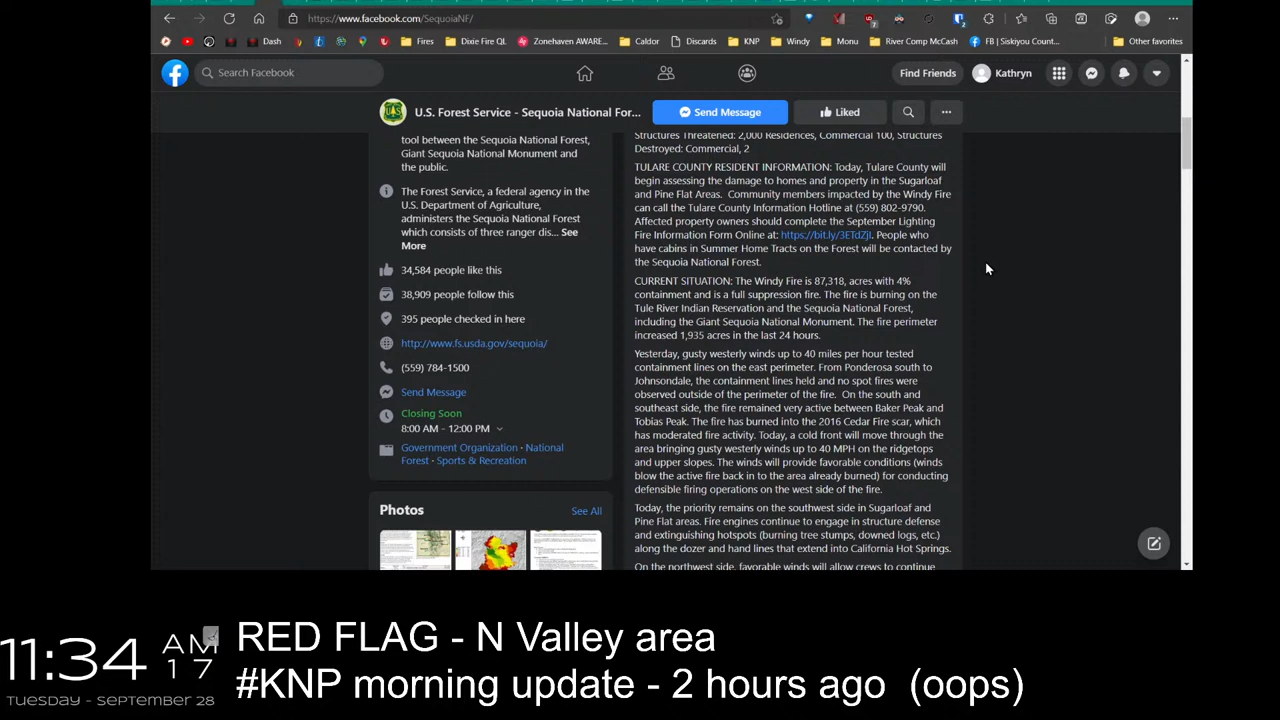 https://www.facebook.com/SequoiaNF/
Dash
Fires
Dixie Fire QL
Zonehaven AWARE...
Caldor
Discards
KNP
Windy
Monu
River Comp McCash
FB | Siskiyou Count...
Other favorites
Search Facebook
Find Friends
Kathryn
U.S. Forest Service - Sequoia National For...
Send Message
Liked
tool between the Sequoia National Forest,
Giant Sequoia National Monument and
the public.
The Forest Service, a federal agency in the
U.S. Department of Agriculture,
administers the Sequoia National Forest
which consists of three ranger dis... See
More
34,584 people like this
38,909 people follow this
395 people checked in here
http://www.fs.usda.gov/sequoia/
(559) 784-1500
Send Message
Closing Soon
8:00 AM - 12:00 PM
Government Organization · National
Forest · Sports & Recreation
Photos
See All
Structures Threatened: 2,000 Residences, Commercial 100, Structures
Destroyed: Commercial, 2
TULARE COUNTY RESIDENT INFORMATION: Today, Tulare County will
begin assessing the damage to homes and property in the Sugarloaf
and Pine Flat Areas. Community members impacted by the Windy Fire
can call the Tulare County Information Hotline at (559) 802-9790.
Affected property owners should complete the September Lighting
Fire Information Form Online at: https://bit.ly/3ETdZjI. People who
have cabins in Summer Home Tracts on the Forest will be contacted by
the Sequoia National Forest.
CURRENT SITUATION: The Windy Fire is 87,318, acres with 4%
containment and is a full suppression fire. The fire is burning on the
Tule River Indian Reservation and the Sequoia National Forest,
including the Giant Sequoia National Monument. The fire perimeter
increased 1,935 acres in the last 24 hours.
Yesterday, gusty westerly winds up to 40 miles per hour tested
containment lines on the east perimeter. From Ponderosa south to
Johnsondale, the containment lines held and no spot fires were
observed outside of the perimeter of the fire. On the south and
southeast side, the fire remained very active between Baker Peak and
Tobias Peak. The fire has burned into the 2016 Cedar Fire scar, which
has moderated fire activity. Today, a cold front will move through the
area bringing gusty westerly winds up to 40 MPH on the ridgetops
and upper slopes. The winds will provide favorable conditions (winds
blow the active fire back in to the area already burned) for conducting
defensible firing operations on the west side of the fire.
Today, the priority remains on the southwest side in Sugarloaf and
Pine Flat areas. Fire engines continue to engage in structure defense
and extinguishing hotspots (burning tree stumps, downed logs, etc.)
along the dozer and hand lines that extend into California Hot Springs.
On the northwest side, favorable winds will allow crews to continue
11:34 AM
17
TUESDAY - SEPTEMBER 28
RED FLAG - N Valley area
#KNP morning update - 2 hours ago (oops)